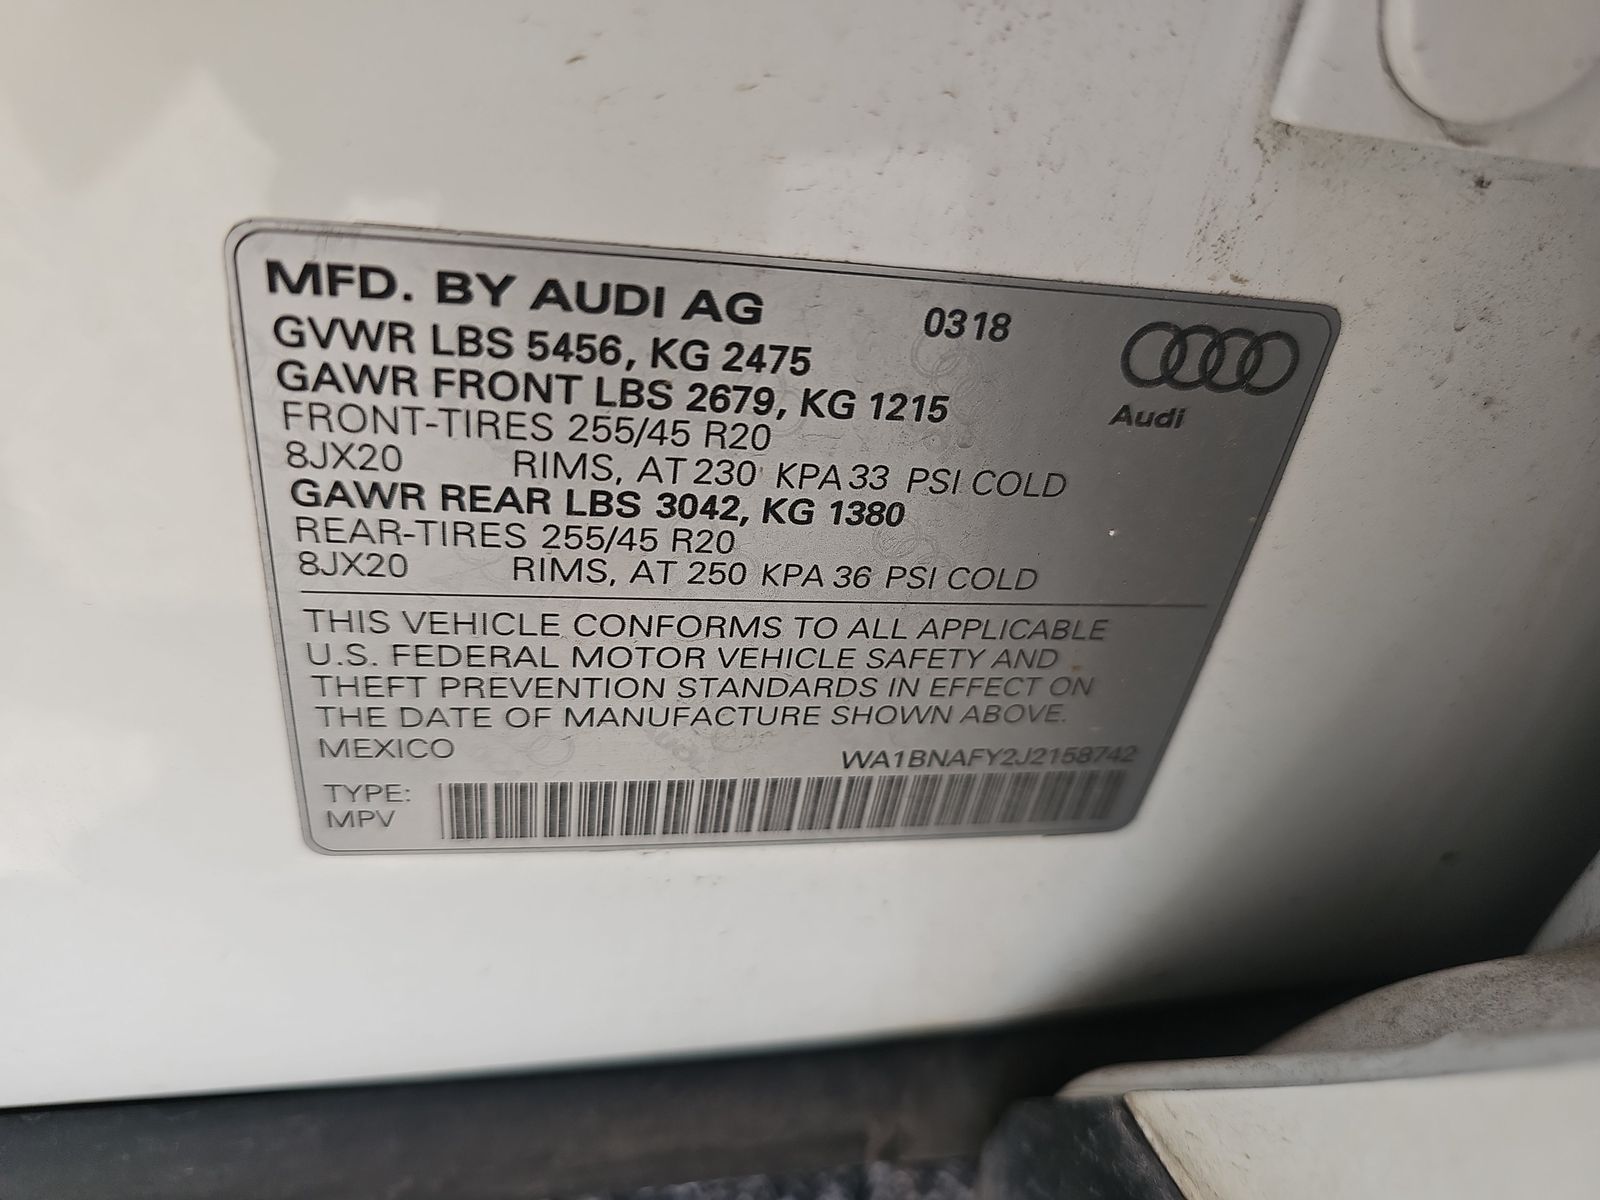 MFD. BY AUDI AG 0318
GVWR LBS 5456, KG 2475
GAWR FRONT LBS 2679, KG 1215
Audi
FRONT-TIRES 255/45 R20
8JX20 RIMS, AT 230 KPA 33 PSI COLD
GAWR REAR LBS 3042, KG 1380
REAR-TIRES 255/45 R20
8JX20 RIMS, AT 250 KPA 36 PSI COLD
THIS VEHICLE CONFORMS TO ALL APPLICABLE
U.S. FEDERAL MOTOR VEHICLE SAFETY AND
THEFT PREVENTION STANDARDS IN EFFECT ON
THE DATE OF MANUFACTURE SHOWN ABOVE.
MEXICO WA1BNAFY2J2158742
TYPE:
MPV